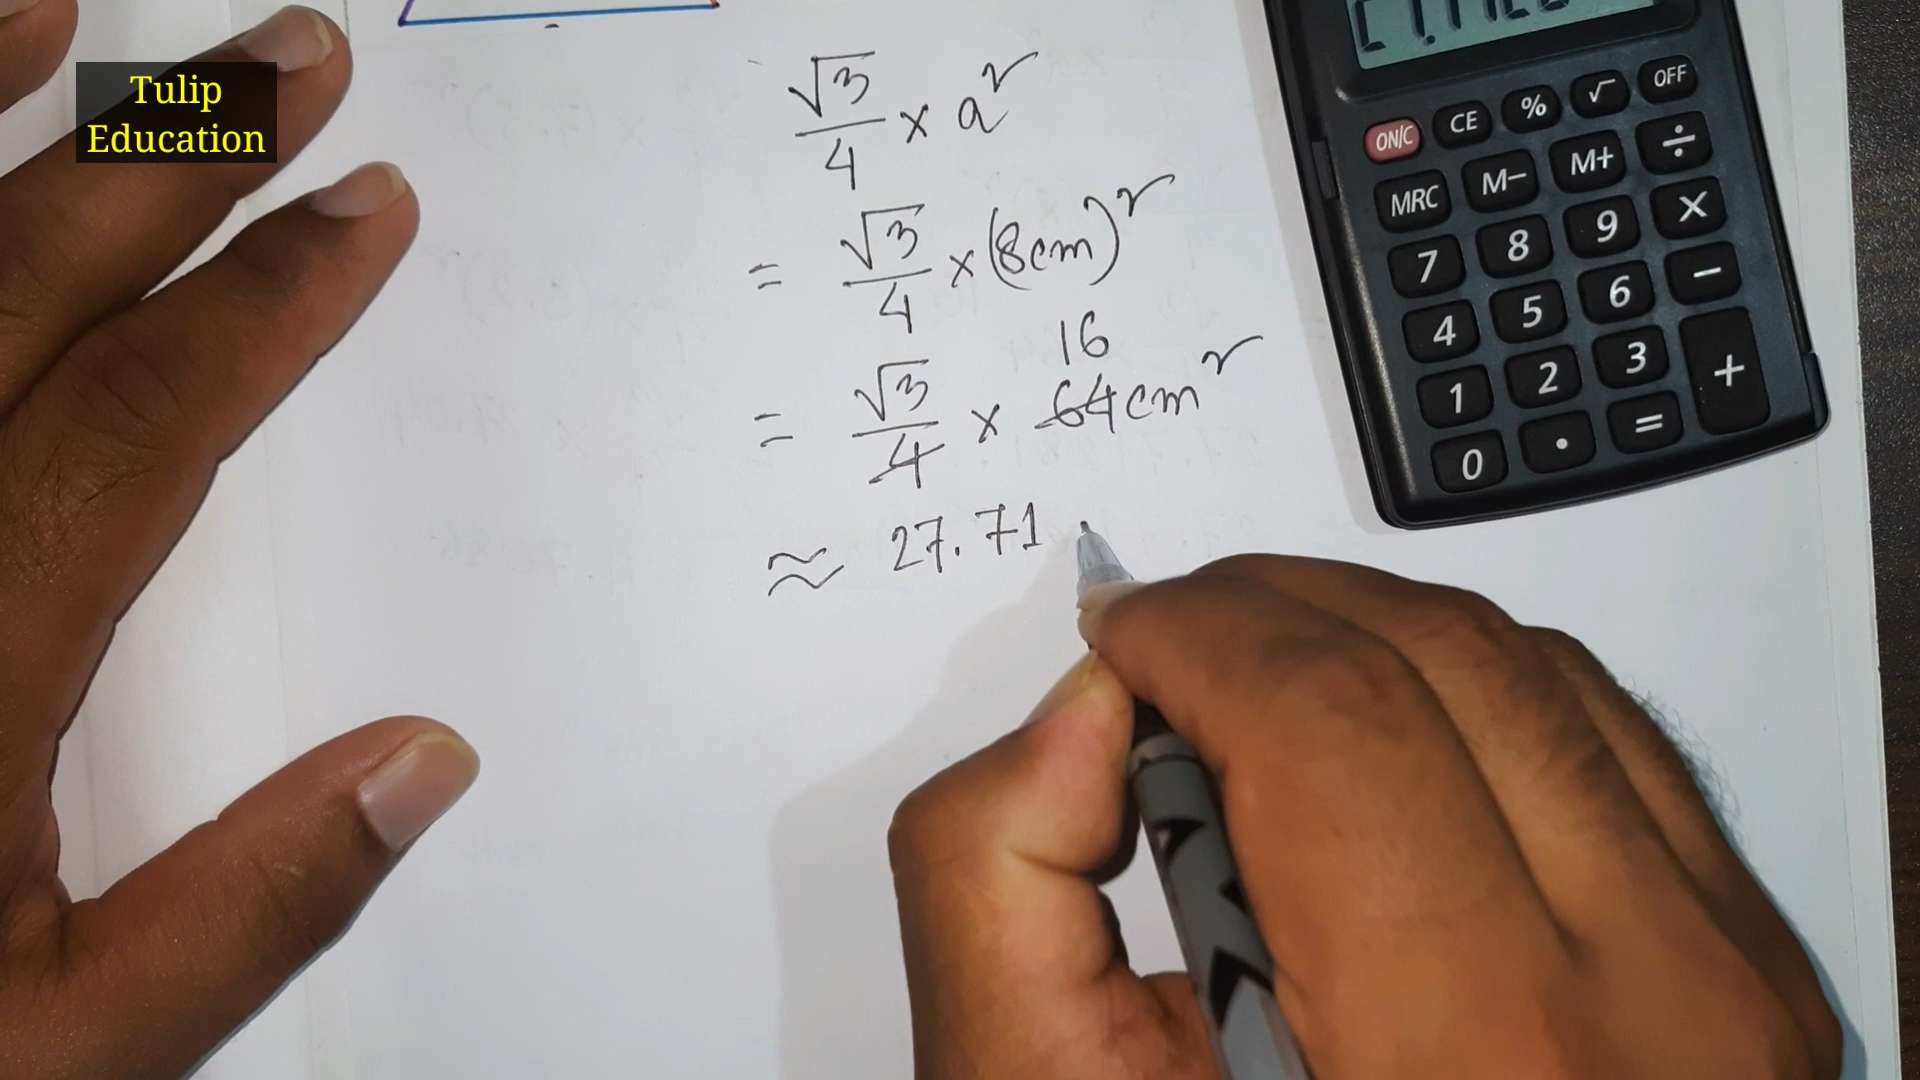 Tulip
Education
√3/4 × a²
= √3/4 × (8cm)²
16
= √3/4 × 64cm²
≈ 27.71
OFF
√
%
CE
ON/C
÷
M+
M−
MRC
×
9
8
7
−
6
5
4
+
3
2
1
=
.
0